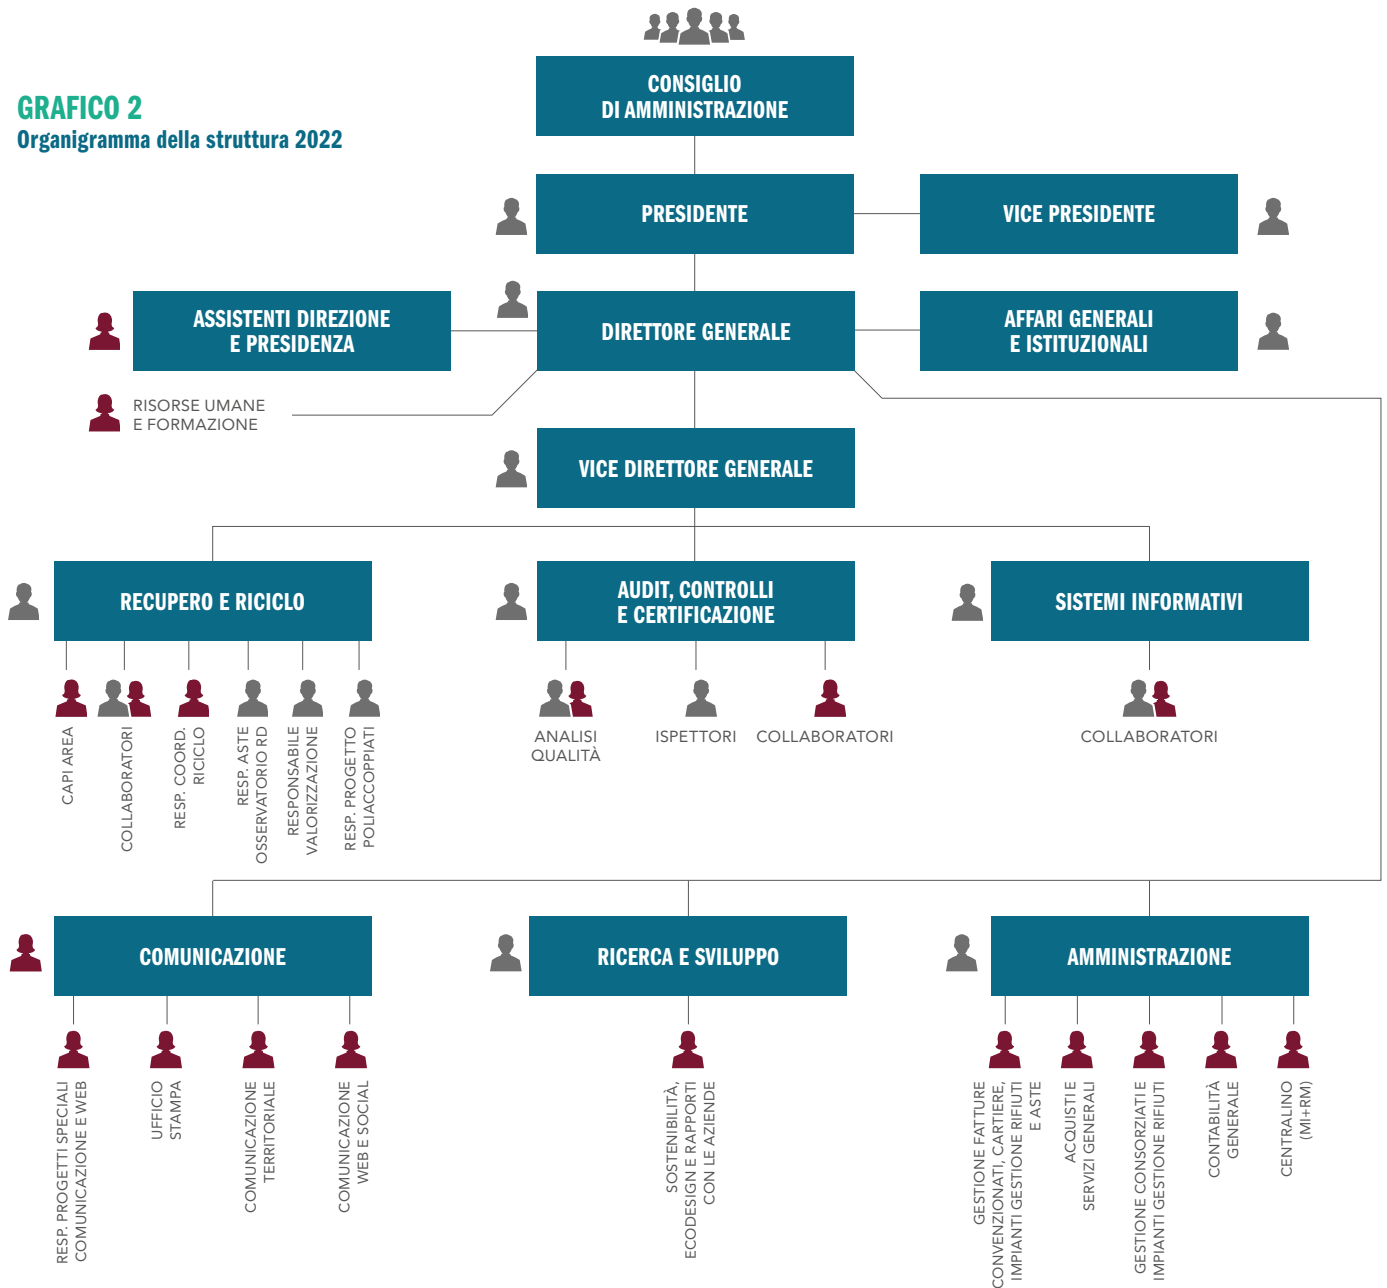 GRAFICO 2
Organigramma della struttura 2022
CONSIGLIO
DI AMMINISTRAZIONE
PRESIDENTE
VICE PRESIDENTE
ASSISTENTI DIREZIONE
E PRESIDENZA
DIRETTORE GENERALE
AFFARI GENERALI
E ISTITUZIONALI
RISORSE UMANE
E FORMAZIONE
VICE DIRETTORE GENERALE
RECUPERO E RICICLO
AUDIT, CONTROLLI
E CERTIFICAZIONE
SISTEMI INFORMATIVI
CAPI AREA
COLLABORATORI
RESP. COORD.
RICICLO
RESP. ASTE
OSSERVATORIO RD
RESPONSABILE
VALORIZZAZIONE
RESP. PROGETTO
POLIACCOPPIATI
ANALISI
QUALITÀ
ISPETTORI
COLLABORATORI
COLLABORATORI
COMUNICAZIONE
RICERCA E SVILUPPO
AMMINISTRAZIONE
RESP. PROGETTI SPECIALI
COMUNICAZIONE E WEB
UFFICIO
STAMPA
COMUNICAZIONE
TERRITORIALE
COMUNICAZIONE
WEB E SOCIAL
SOSTENIBILITÀ,
ECODESIGN E RAPPORTI
CON LE AZIENDE
GESTIONE FATTURE
CONVENZIONATI, CARTIERE,
IMPIANTI GESTIONE RIFIUTI
E ASTE
ACQUISTI E
SERVIZI GENERALI
GESTIONE CONSORZIATI E
IMPIANTI GESTIONE RIFIUTI
CONTABILITÀ
GENERALE
CENTRALINO
(MI+RM)